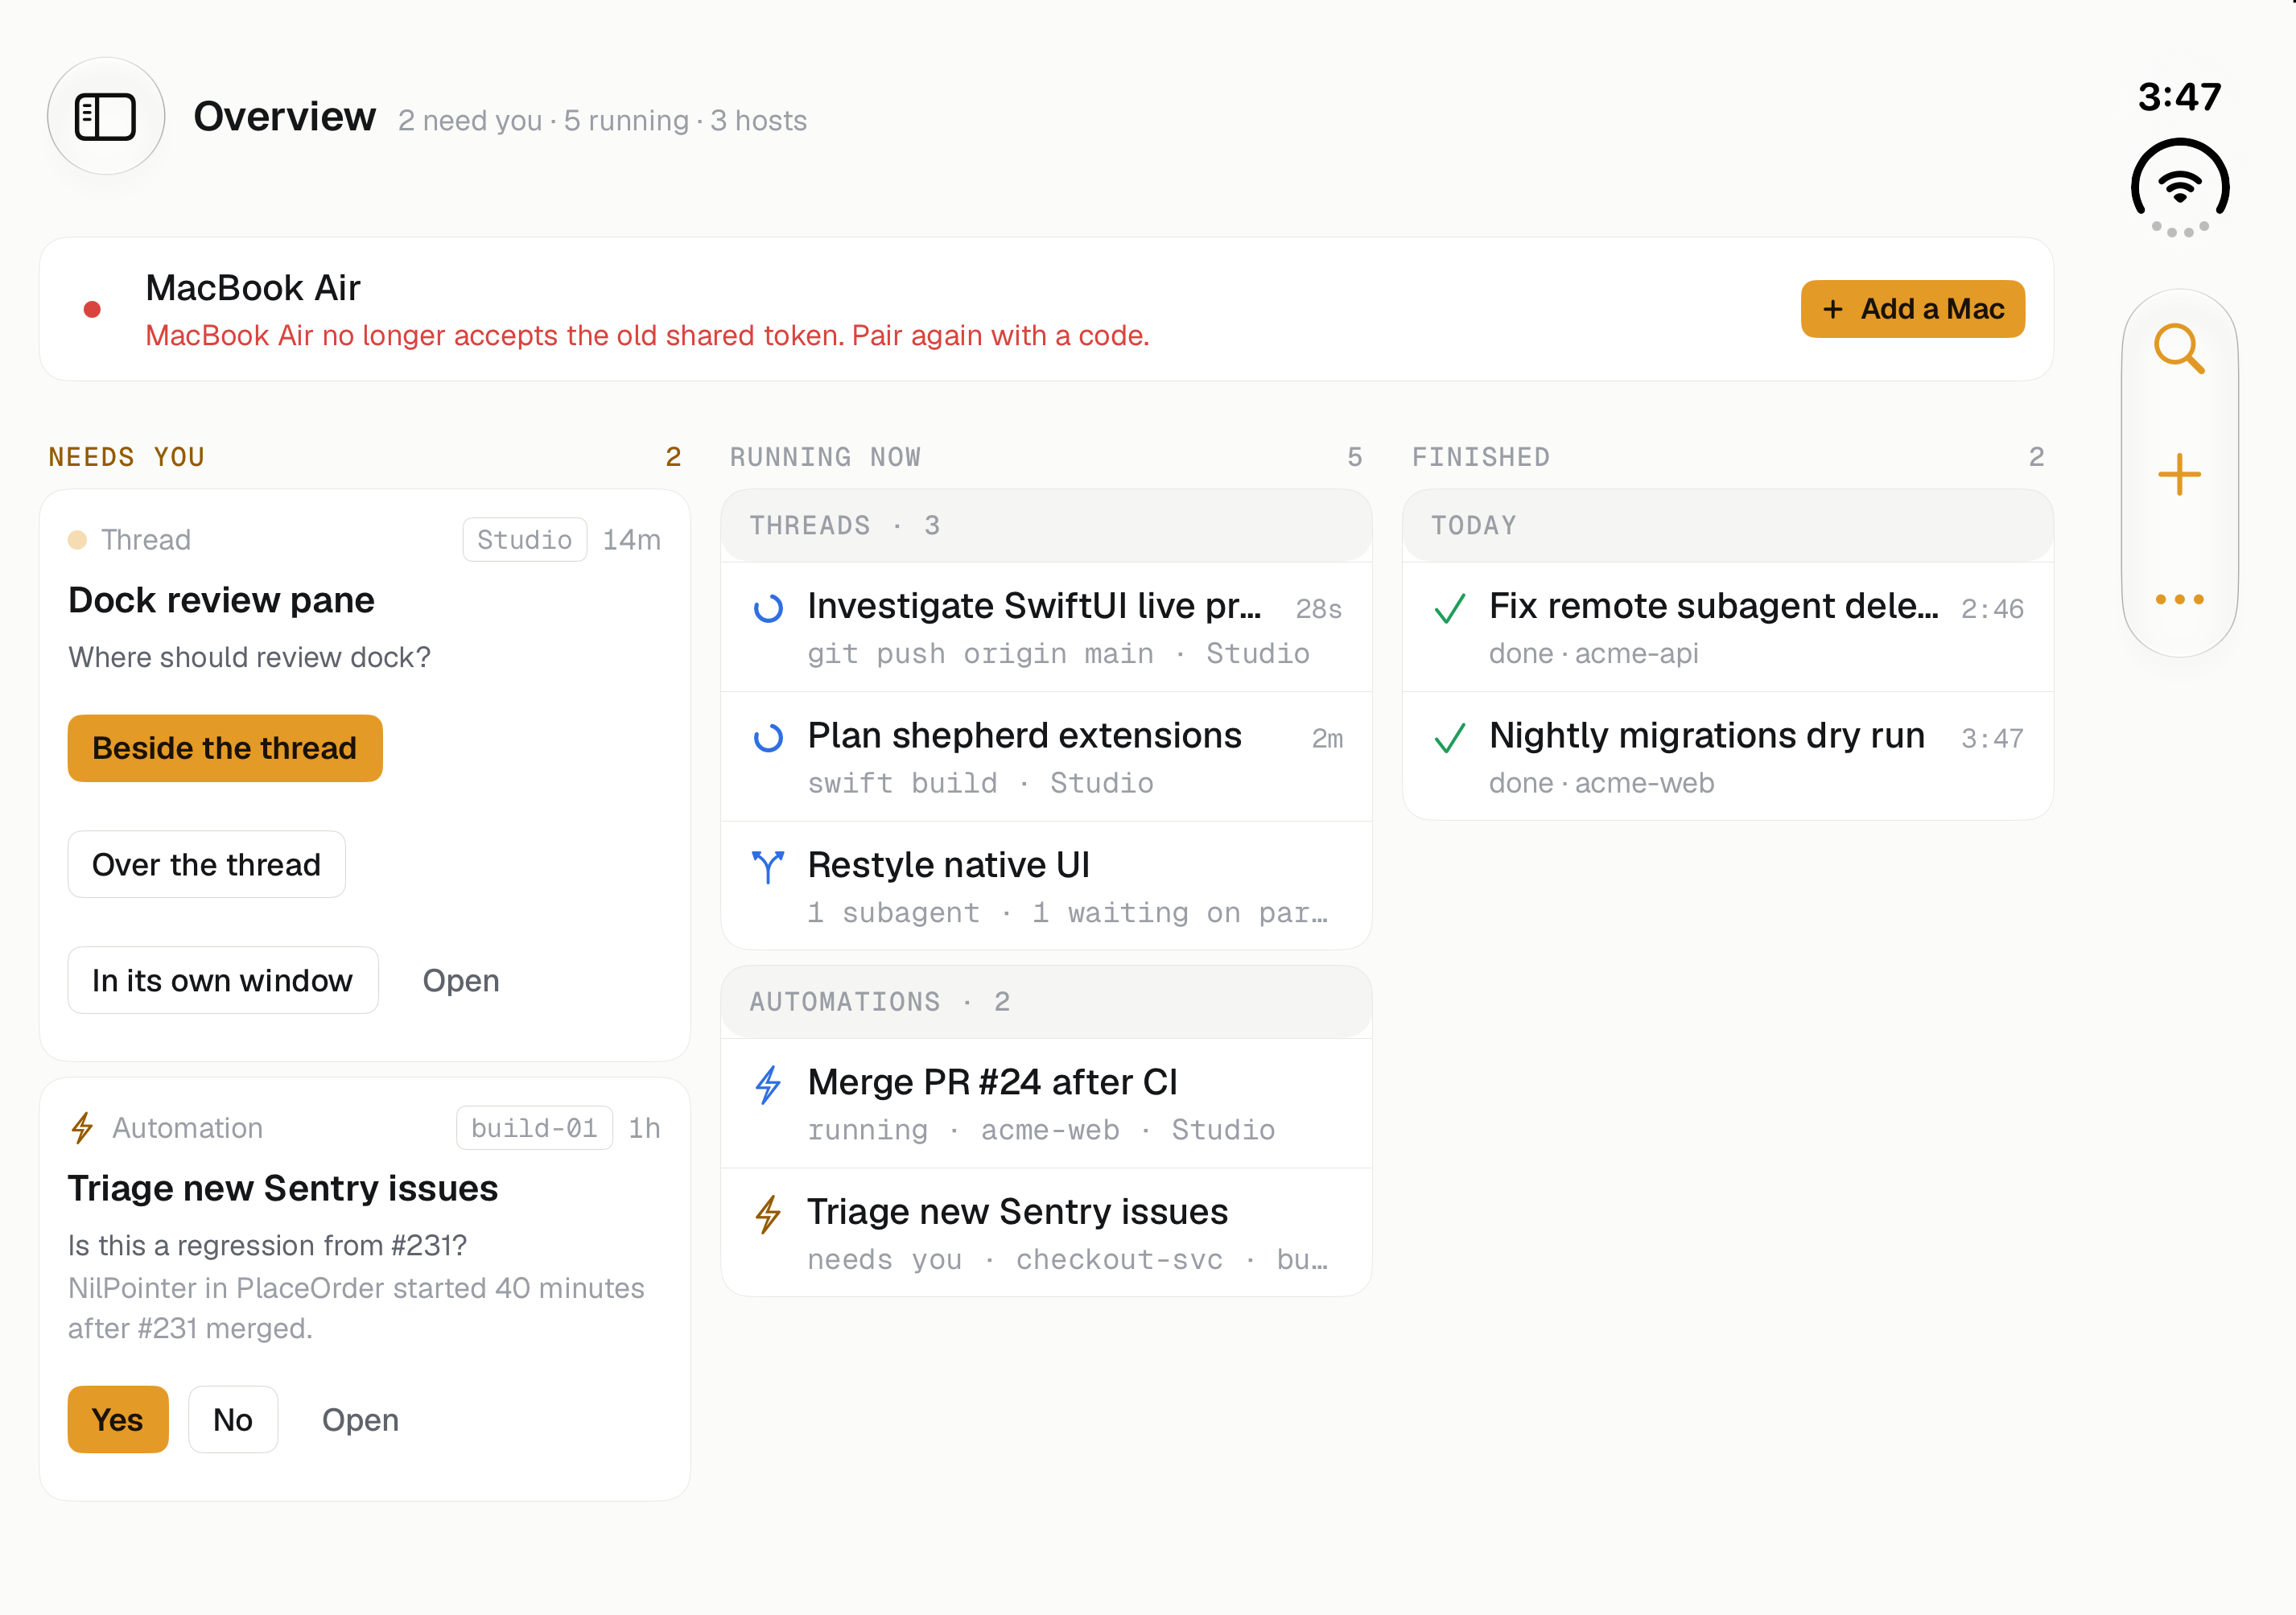 Overview 2 need you · 5 running · 3 hosts
3:47
MacBook Air
MacBook Air no longer accepts the old shared token. Pair again with a code.
+ Add a Mac
NEEDS YOU 2
Thread Studio 14m
Dock review pane
Where should review dock?
Beside the thread
Over the thread
In its own window Open
Automation build-01 1h
Triage new Sentry issues
Is this a regression from #231?
NilPointer in PlaceOrder started 40 minutes
after #231 merged.
Yes No Open
RUNNING NOW 5
THREADS · 3
Investigate SwiftUI live pr… 28s
git push origin main · Studio
Plan shepherd extensions 2m
swift build · Studio
Restyle native UI
1 subagent · 1 waiting on par…
AUTOMATIONS · 2
Merge PR #24 after CI
running · acme-web · Studio
Triage new Sentry issues
needs you · checkout-svc · bu…
FINISHED 2
TODAY
Fix remote subagent dele… 2:46
done · acme-api
Nightly migrations dry run 3:47
done · acme-web